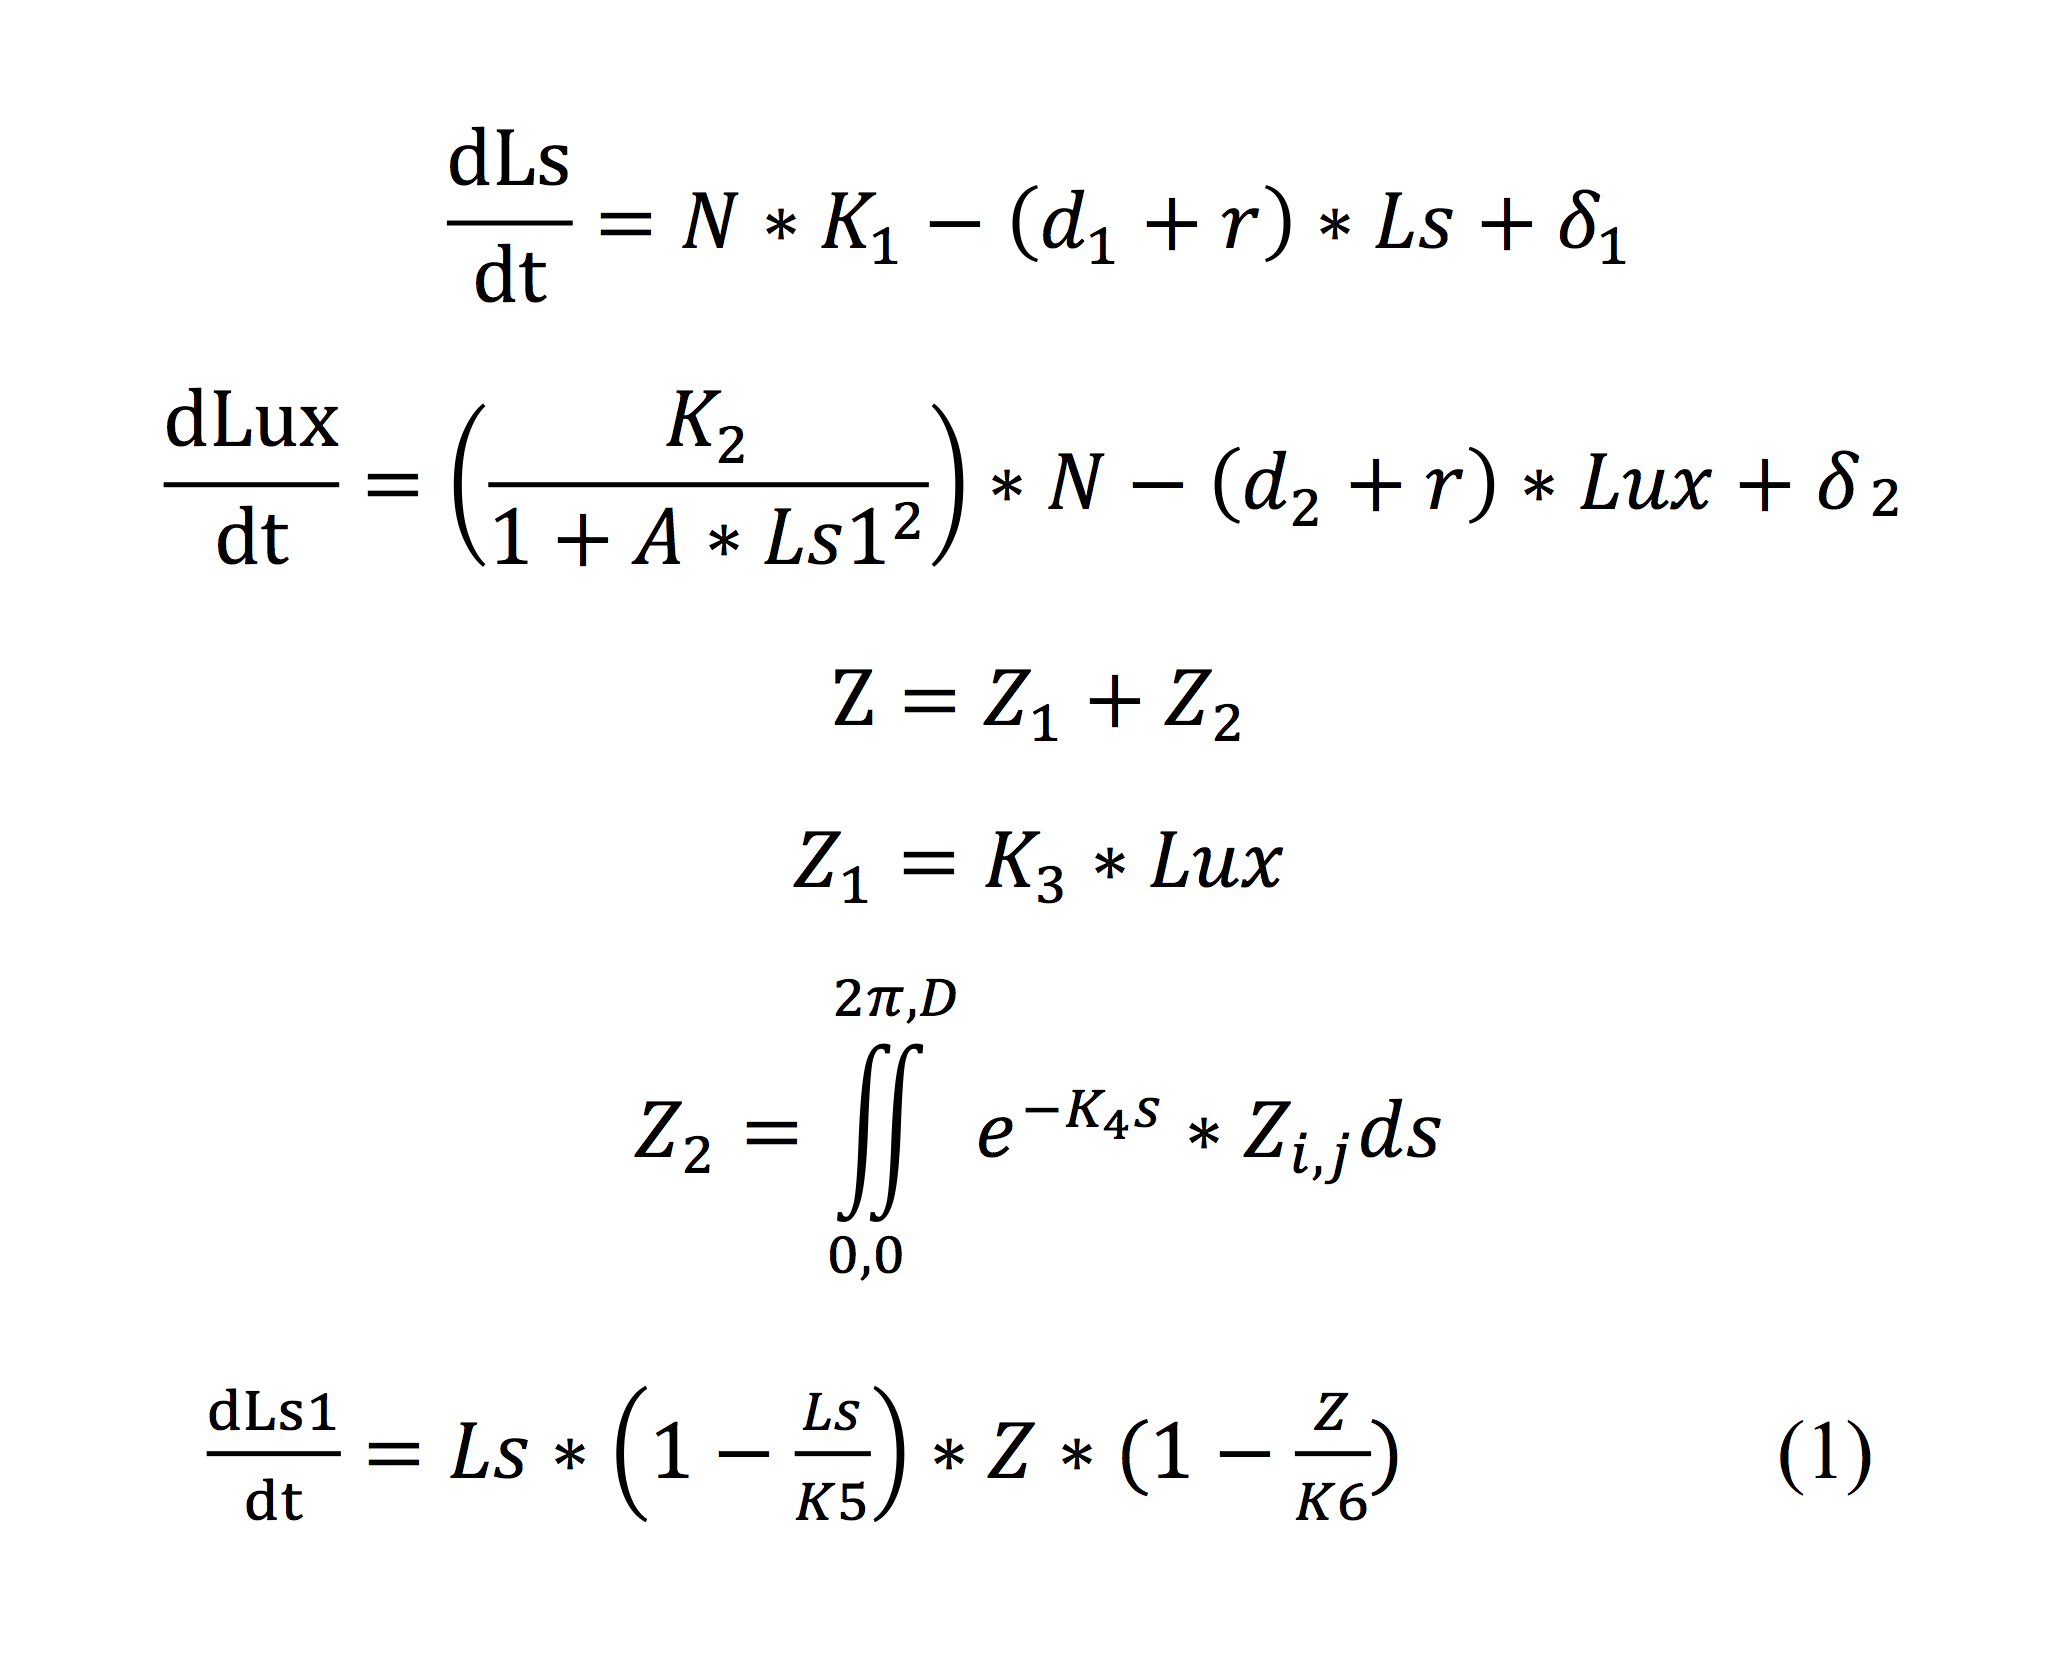 dLs/dt = N * K₁ − (d₁ + r) * Ls + δ₁
dLux/dt = (K₂/(1 + A * Ls1²)) * N − (d₂ + r) * Lux + δ ₂
Z = Z₁ + Z₂
Z₁ = K₃ * Lux
Z₂ = ∬_{0,0}^{2π,D} e^{−K₄s} * Z_{i,j}ds
dLs1/dt = Ls * (1 − Ls/K5) * Z * (1 − Z/K6) (1)